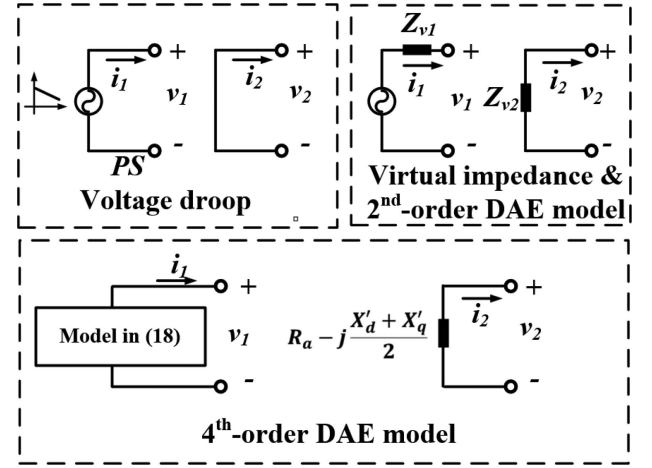 i₁
+
v₁
-
PS
i₂
+
v₂
-
Voltage droop
Zᵥ₁
i₁
+
v₁
-
Zᵥ₂
i₂
+
v₂
-
Virtual impedance &
2ⁿᵈ-order DAE model
i₁
+
Model in (18)
v₁
-
Rₐ − j (X′d + X′q) / 2
i₂
+
v₂
-
4ᵗʰ-order DAE model